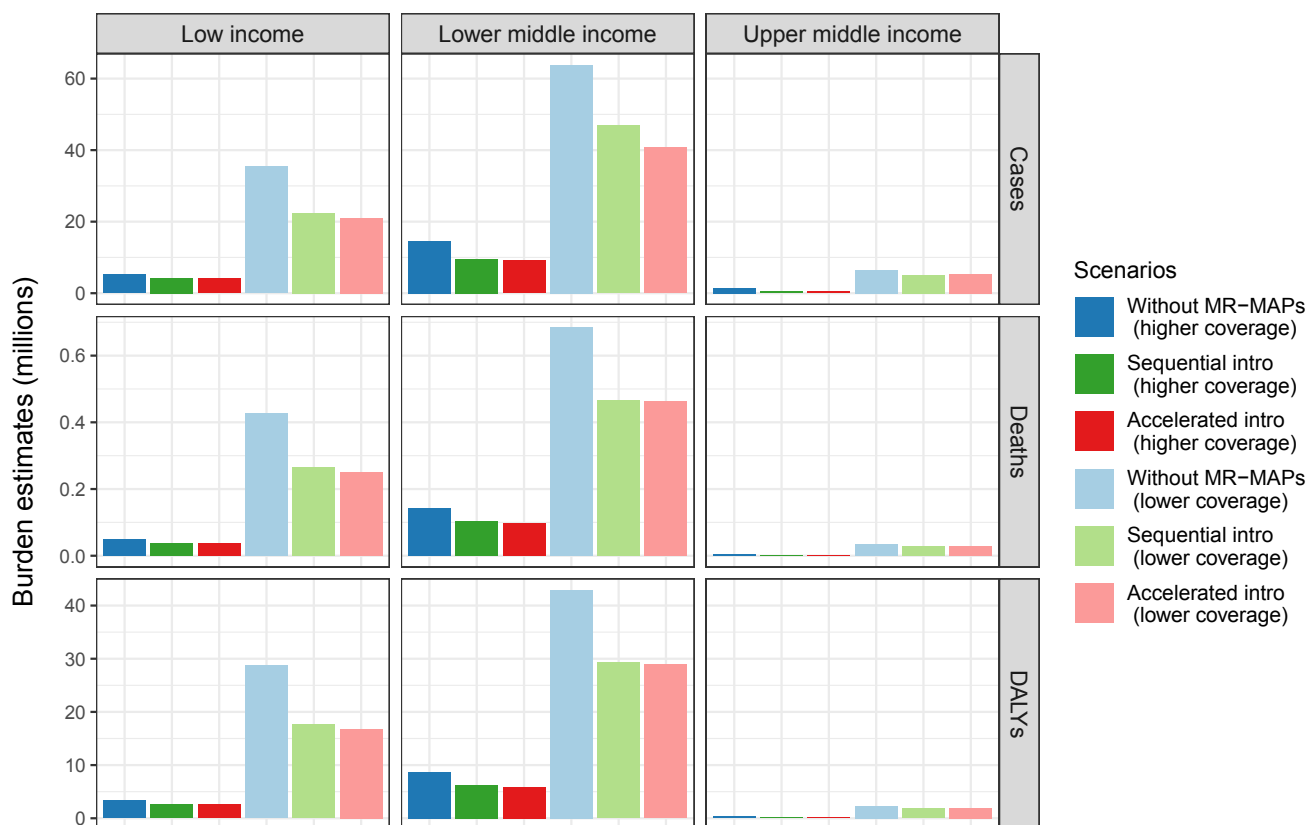 Low income
Lower middle income
Upper middle income
Burden estimates (millions)
60
40
20
0
Cases
0.6
0.4
0.2
0.0
Deaths
40
30
20
10
0
DALYs
Scenarios
Without MR−MAPs
(higher coverage)
Sequential intro
(higher coverage)
Accelerated intro
(higher coverage)
Without MR−MAPs
(lower coverage)
Sequential intro
(lower coverage)
Accelerated intro
(lower coverage)